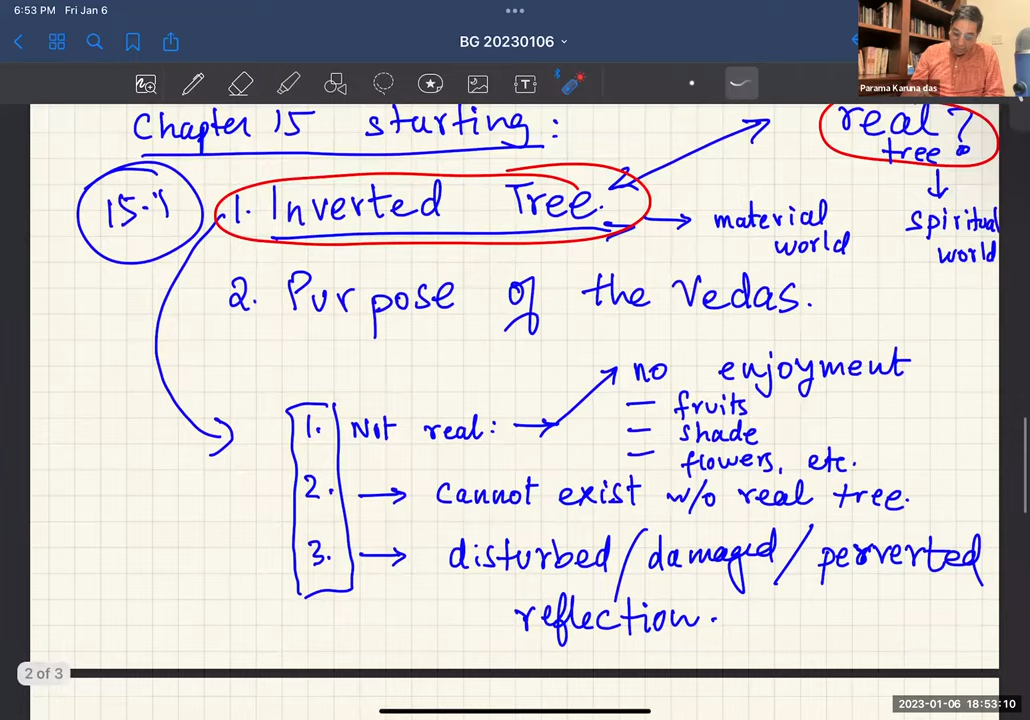 6:53 PM Fri Jan 6
BG 20230106
Parama Karuna das
Chapter 15 starting:
real?
tree
15.1
1. Inverted Tree.
material
world
spiritual
world
2. Purpose of the Vedas.
1. Not real:
no enjoyment
— fruits
— shade
— flowers, etc.
2. → cannot exist w/o real tree.
3. → disturbed/damaged/perverted
reflection.
2 of 3
2023-01-06 18:53:10